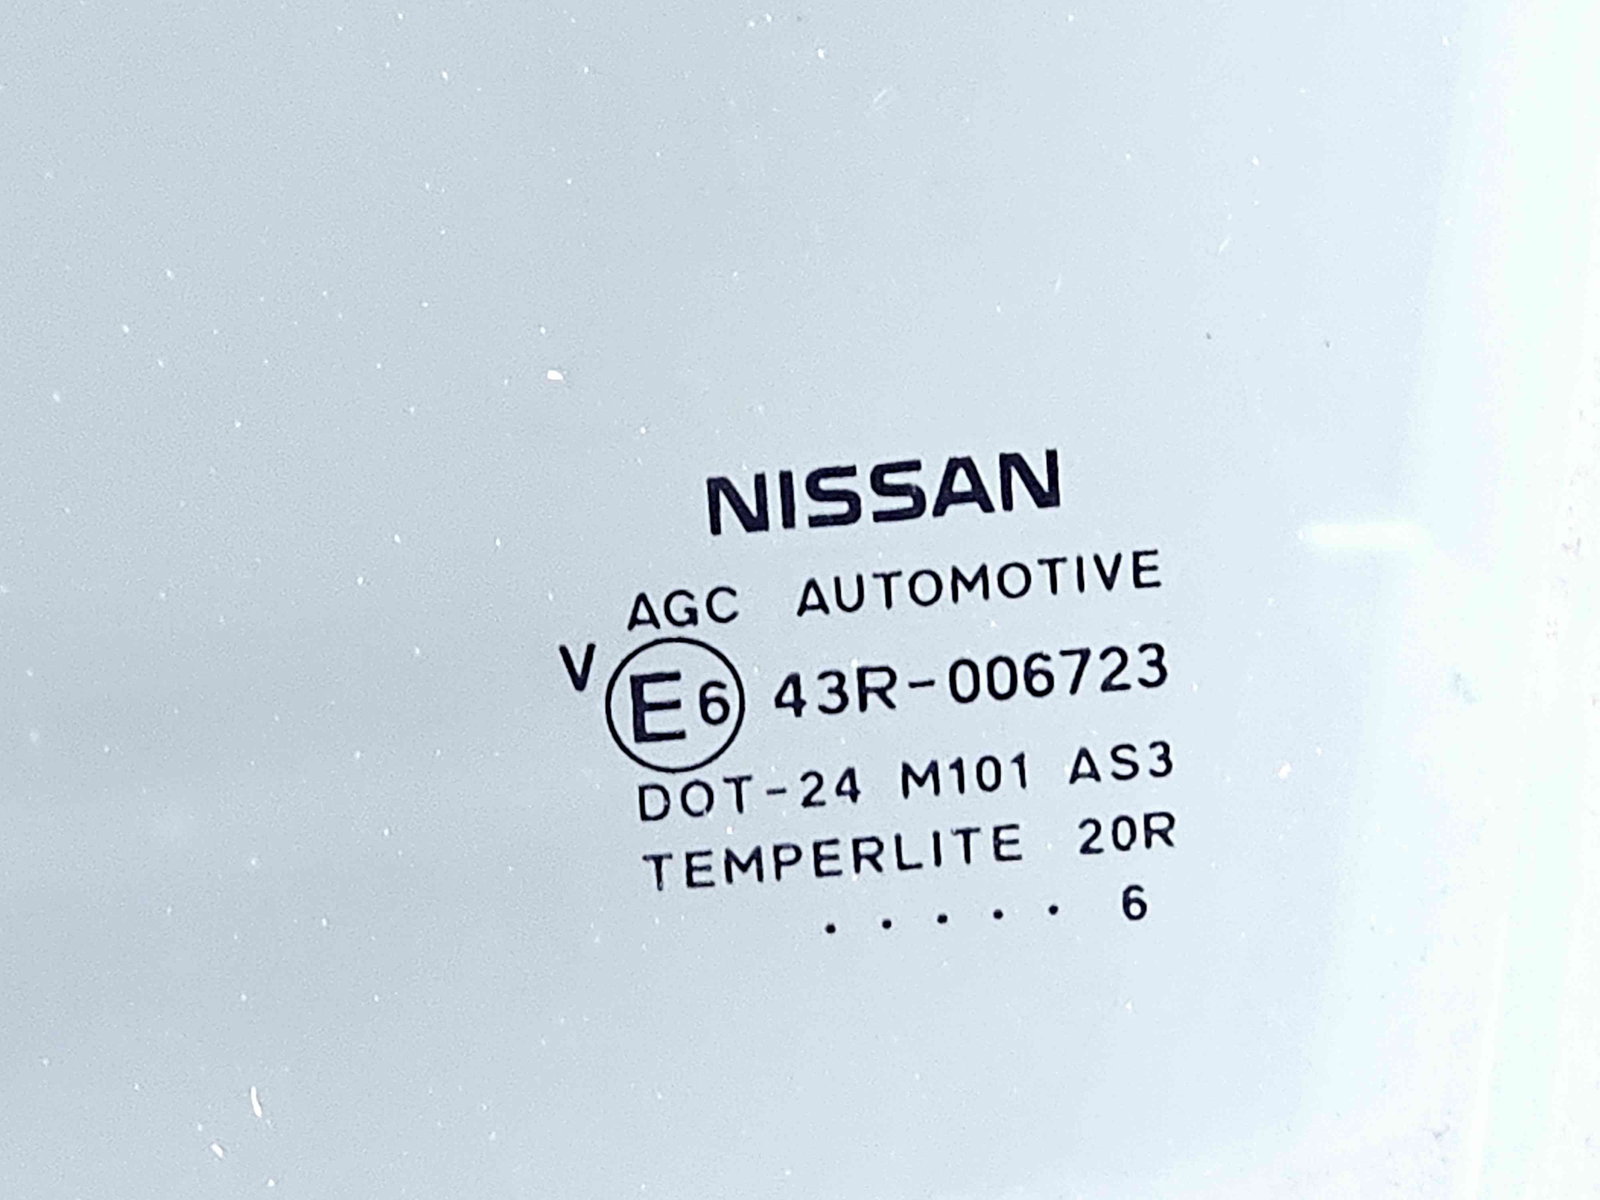 NISSAN
AGC AUTOMOTIVE
V E6 43R-006723
DOT-24 M101 AS3
TEMPERLITE 20R
. . . . . 6